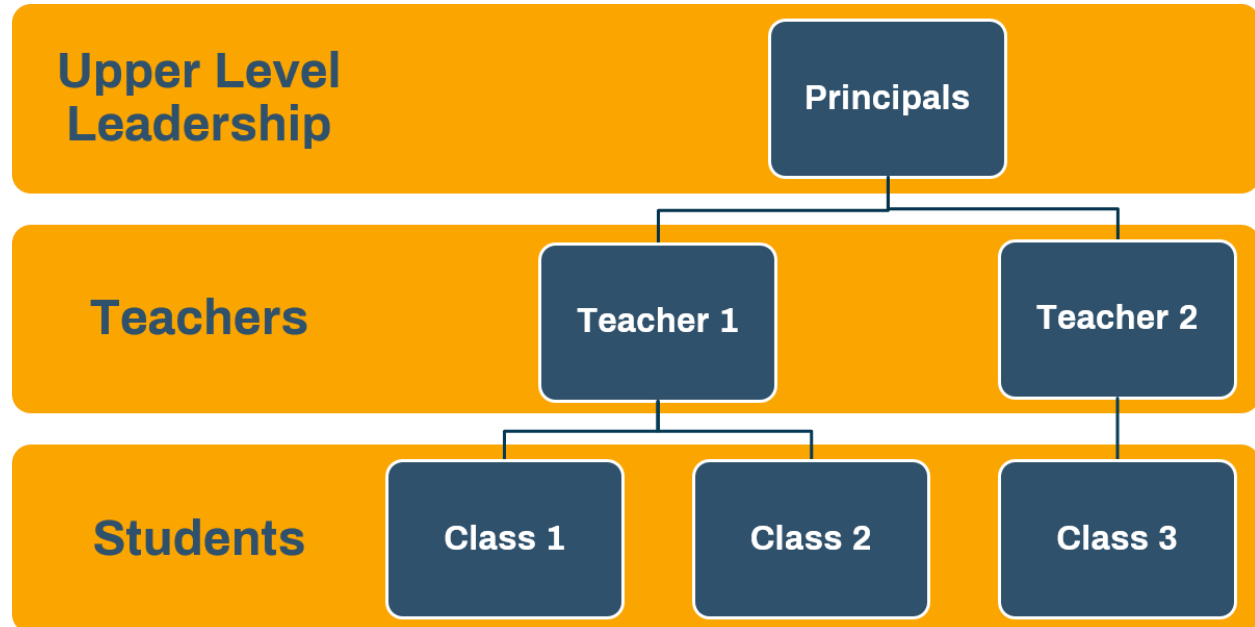 Upper Level
Leadership
Principals
Teachers
Teacher 1
Teacher 2
Students
Class 1
Class 2
Class 3